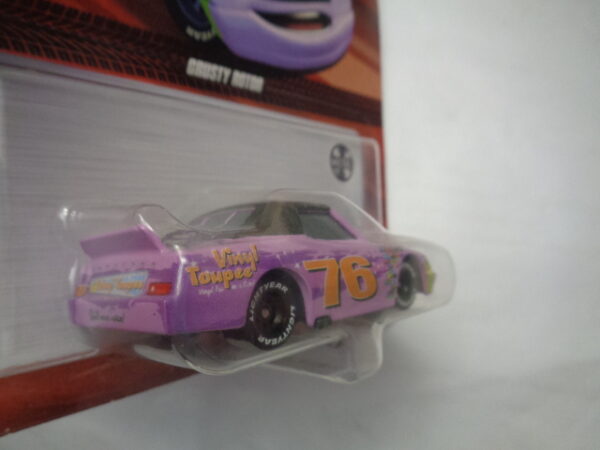 CRUSTY ROTOR
Vinyl
Toupee!
76
LIGHTYEAR
LIGHTYEAR
Vinyl Toupee